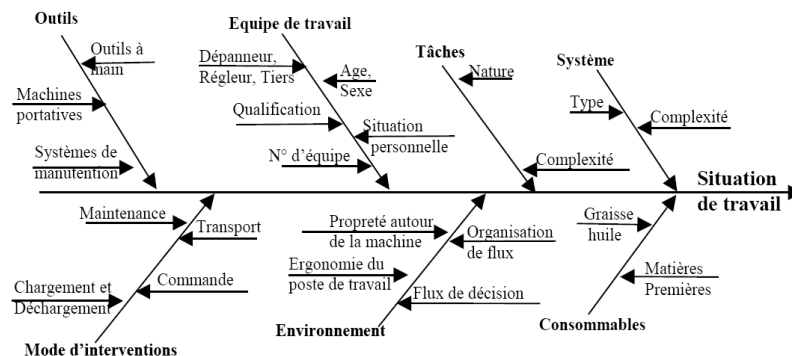 Outils
Outils à
main
Machines
portatives
Systèmes de
manutention
Equipe de travail
Dépanneur,
Régleur, Tiers
Age,
Sexe
Qualification
Situation
personnelle
N° d'équipe
Tâches
Nature
Complexité
Système
Type
Complexité
Situation
de travail
Maintenance
Transport
Commande
Chargement et
Déchargement
Mode d'interventions
Propreté autour
de la machine
Organisation
de flux
Ergonomie du
poste de travail
Flux de décision
Environnement
Graisse
huile
Matières
Premières
Consommables